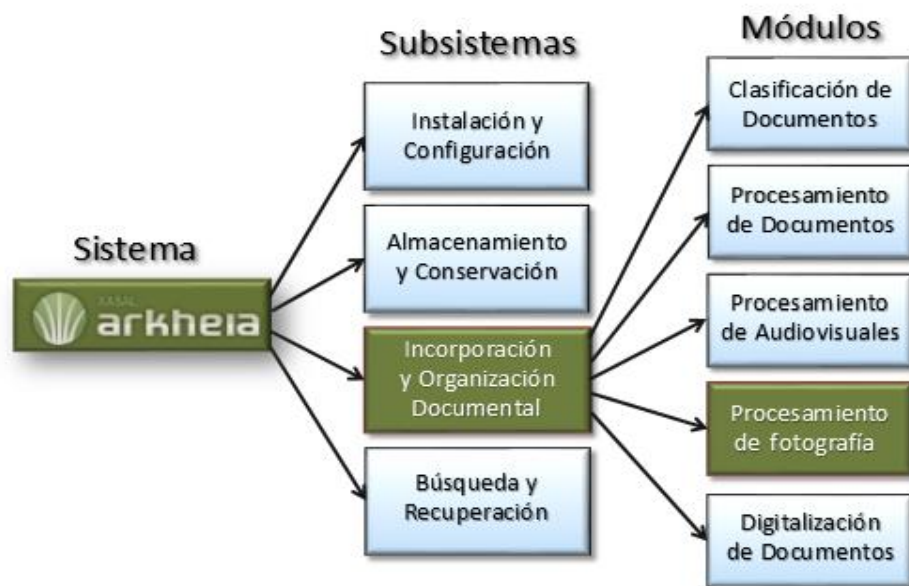 Sistema
XABAL
arkheia
Subsistemas
Instalación y
Configuración
Almacenamiento
y Conservación
Incorporación
y Organización
Documental
Búsqueda y
Recuperación
Módulos
Clasificación de
Documentos
Procesamiento
de Documentos
Procesamiento
de Audiovisuales
Procesamiento
de fotografía
Digitalización
de Documentos